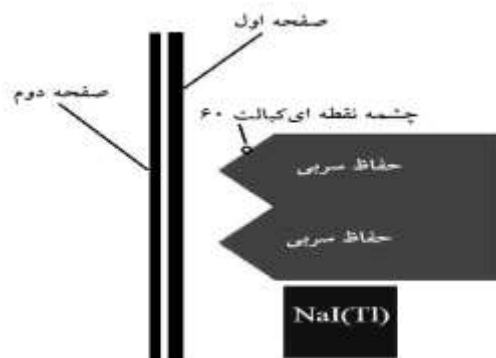 صفحه اول
صفحه دوم
چشمه نقطه ای کبالت ۶۰
حفاظ سربی
حفاظ سربی
NaI(Tl)